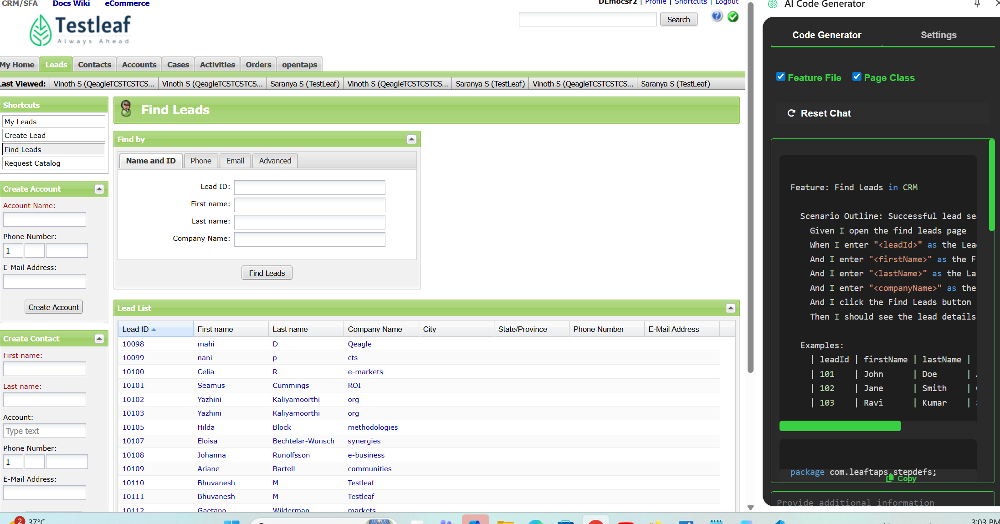 CRM/SFA Docs Wiki eCommerce
DEmocsr2 | Profile | Shortcuts | Logout
Testleaf
Always Ahead
Search
My Home Leads Contacts Accounts Cases Activities Orders opentaps
Last Viewed: Vinoth S (QeagleTCSTCSTCS... Vinoth S (QeagleTCSTCSTCS... Saranya S (TestLeaf) Vinoth S (QeagleTCSTCSTCS... Saranya S (TestLeaf) Vinoth S (QeagleTCSTCSTCS... Saranya S (TestLeaf)
Shortcuts
My Leads
Create Lead
Find Leads
Request Catalog
Create Account
Account Name:
Phone Number:
1
E-Mail Address:
Create Account
Create Contact
First name:
Last name:
Account:
Type text
Phone Number:
1
E-Mail Address:
Find Leads
Find by
Name and ID Phone Email Advanced
Lead ID:
First name:
Last name:
Company Name:
Find Leads
Lead List
Lead ID First name Last name Company Name City State/Province Phone Number E-Mail Address
10098 mahi D Qeagle
10099 nani p cts
10100 Celia R e-markets
10101 Seamus Cummings ROI
10102 Yazhini Kaliyamoorthi org
10103 Yazhini Kaliyamoorthi org
10105 Hilda Block methodologies
10107 Eloisa Bechtelar-Wunsch synergies
10108 Johanna Runolfsson e-business
10109 Ariane Bartell communities
10110 Bhuvanesh M Testleaf
10111 Bhuvanesh M Testleaf
10112 Gaetano Wilderman markets
AI Code Generator
Code Generator Settings
Feature File Page Class
Reset Chat
Feature: Find Leads in CRM
Scenario Outline: Successful lead se
Given I open the find leads page
When I enter "<leadId>" as the Lea
And I enter "<firstName>" as the F
And I enter "<lastName>" as the La
And I enter "<companyName>" as the
And I click the Find Leads button
Then I should see the lead details
Examples:
| leadId | firstName | lastName |
| 101 | John | Doe |
| 102 | Jane | Smith |
| 103 | Ravi | Kumar |
package com.leaftaps.stepdefs;
Copy
Provide additional information
2 37°C
3:03 PM